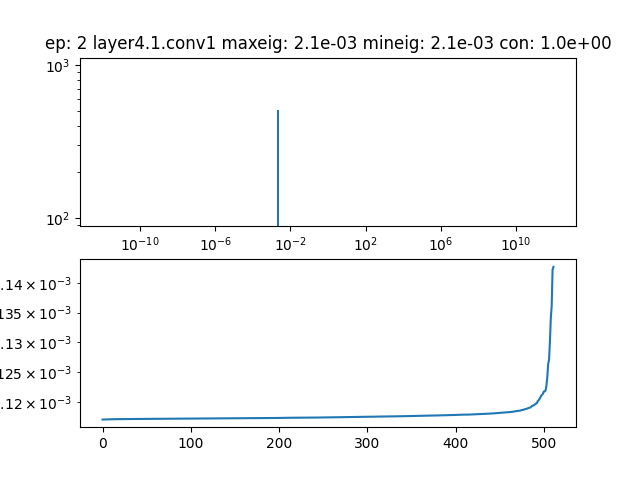 ep: 2 layer4.1.conv1 maxeig: 2.1e-03 mineig: 2.1e-03 con: 1.0e+00
10³
10²
10⁻¹⁰ 10⁻⁶ 10⁻² 10² 10⁶ 10¹⁰
.14 × 10⁻³
135 × 10⁻³
.13 × 10⁻³
125 × 10⁻³
.12 × 10⁻³
0 100 200 300 400 500